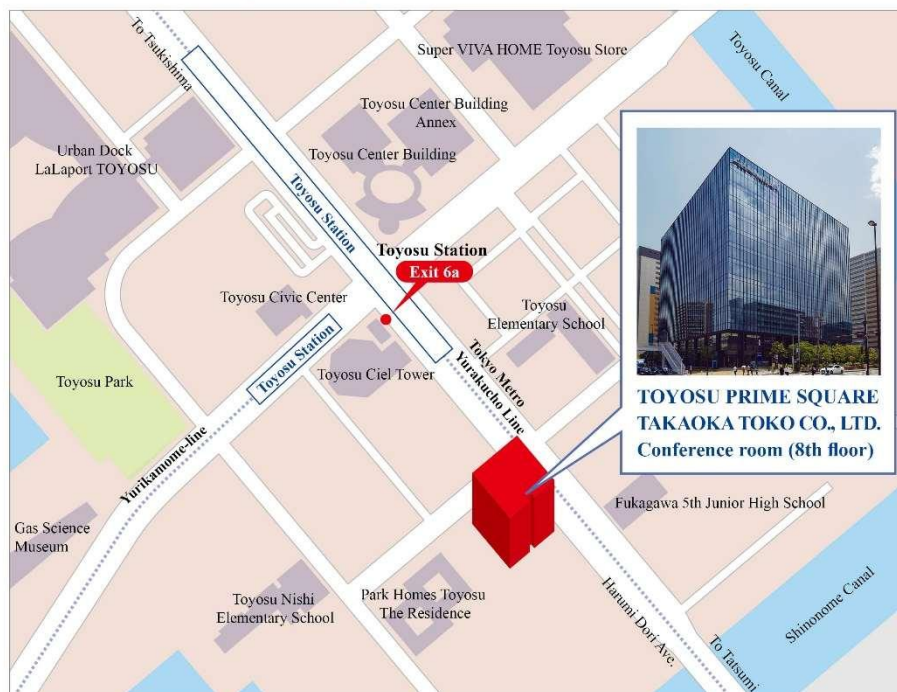 To Tsukishima
Super VIVA HOME Toyosu Store
Toyosu Canal
Toyosu Center Building
Annex
Urban Dock
LaLaport TOYOSU
Toyosu Center Building
Toyosu Station
Toyosu Station
Exit 6a
Toyosu Civic Center
Toyosu
Elementary School
Toyosu Station
Toyosu Ciel Tower
Tokyo Metro
Yurakucho Line
Toyosu Park
TOYOSU PRIME SQUARE
TAKAOKA TOKO CO., LTD.
Conference room (8th floor)
Yurikamome-line
Gas Science
Museum
Fukagawa 5th Junior High School
Toyosu Nishi
Elementary School
Park Homes Toyosu
The Residence
Harumi Dori Ave.
Shinonome Canal
To Tatsumi